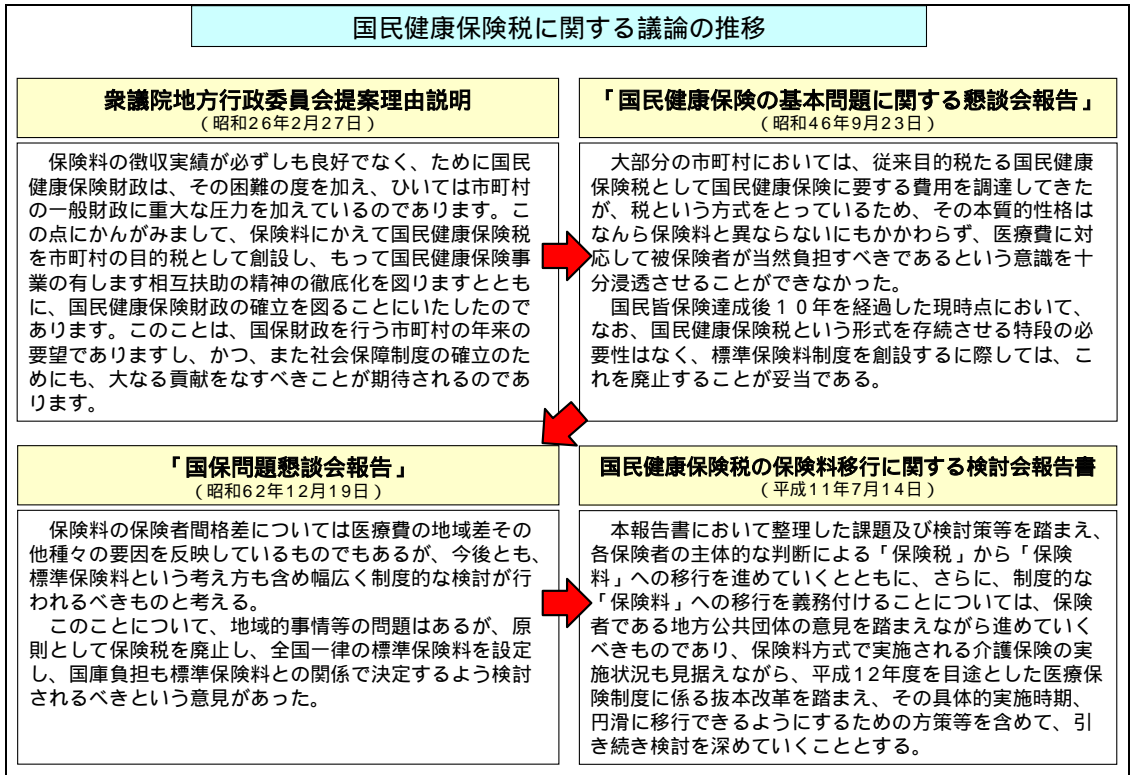 国民健康保険税に関する議論の推移
衆議院地方行政委員会提案理由説明
(昭和26年2月27日)
保険料の徴収実績が必ずしも良好でなく、ために国民
健康保険財政は、その困難の度を加え、ひいては市町村
の一般財政に重大な圧力を加えているのであります。こ
の点にかんがみまして、保険料にかえて国民健康保険税
を市町村の目的税として創設し、もって国民健康保険事
業の有します相互扶助の精神の徹底化を図りますととも
に、国民健康保険財政の確立を図ることにいたしたので
あります。このことは、国保財政を行う市町村の年来の
要望でありますし、かつ、また社会保障制度の確立のた
めにも、大なる貢献をなすべきことが期待されるのであ
ります。
「国民健康保険の基本問題に関する懇談会報告」
(昭和46年9月23日)
大部分の市町村においては、従来目的税たる国民健康
保険税として国民健康保険に要する費用を調達してきた
が、税という方式をとっているため、その本質的性格は
なんら保険料と異ならないにもかかわらず、医療費に対
応して被保険者が当然負担すべきであるという意識を十
分浸透させることができなかった。
国民皆保険達成後10年を経過した現時点において、
なお、国民健康保険税という形式を存続させる特段の必
要性はなく、標準保険料制度を創設するに際しては、こ
れを廃止することが妥当である。
「国保問題懇談会報告」
(昭和62年12月19日)
保険料の保険者間格差については医療費の地域差その
他種々の要因を反映しているものでもあるが、今後とも、
標準保険料という考え方も含め幅広く制度的な検討が行
われるべきものと考える。
このことについて、地域的事情等の問題はあるが、原
則として保険税を廃止し、全国一律の標準保険料を設定
し、国庫負担も標準保険料との関係で決定するよう検討
されるべきという意見があった。
国民健康保険税の保険料移行に関する検討会報告書
(平成11年7月14日)
本報告書において整理した課題及び検討策等を踏まえ、
各保険者の主体的な判断による「保険税」から「保険
料」への移行を進めていくとともに、さらに、制度的な
「保険料」への移行を義務付けることについては、保険
者である地方公共団体の意見を踏まえながら進めていく
べきものであり、保険料方式で実施される介護保険の実
施状況も見据えながら、平成12年度を目途とした医療保
険制度に係る抜本改革を踏まえ、その具体的実施時期、
円滑に移行できるようにするための方策等を含めて、引
き続き検討を深めていくこととする。